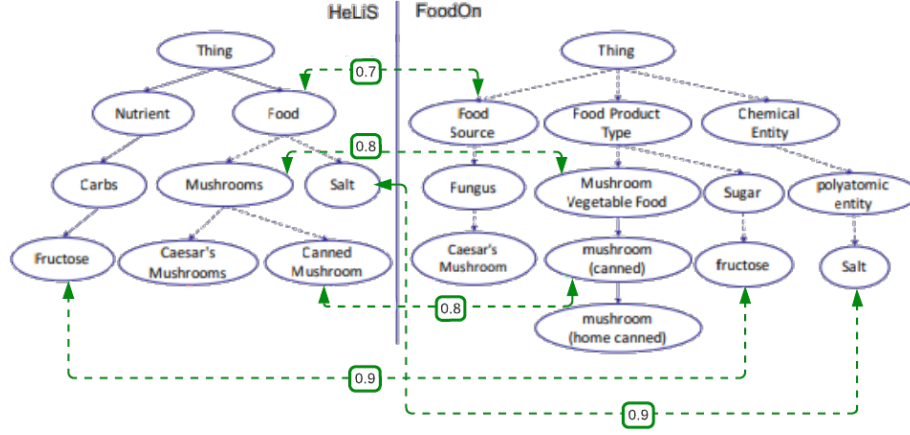 HeLiS
FoodOn
Thing
Thing
0.7
Nutrient
Food
Food
Source
Food Product
Type
Chemical
Entity
0.8
Carbs
Mushrooms
Salt
Fungus
Mushroom
Vegetable Food
Sugar
polyatomic
entity
Fructose
Caesar's
Mushrooms
Canned
Mushroom
Caesar's
Mushroom
mushroom
(canned)
fructose
Salt
0.8
mushroom
(home canned)
0.9
0.9